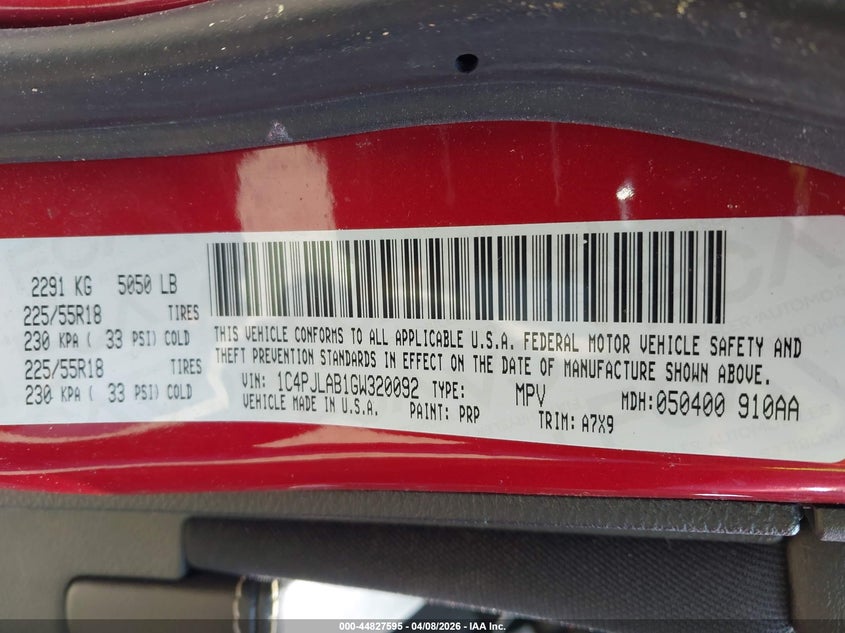 2291 KG 5050 LB
225/55R18 TIRES
230 KPA ( 33 PSI) COLD
225/55R18 TIRES
230 KPA ( 33 PSI) COLD
THIS VEHICLE CONFORMS TO ALL APPLICABLE U.S.A. FEDERAL MOTOR VEHICLE SAFETY AND
THEFT PREVENTION STANDARDS IN EFFECT ON THE DATE OF MANUFACTURE SHOWN ABOVE.
VIN: 1C4PJLAB1GW320092 TYPE: MPV MDH:050400 910AA
VEHICLE MADE IN U.S.A. PAINT: PRP TRIM: A7X9
000-44827595 - 04/08/2026 - IAA Inc.